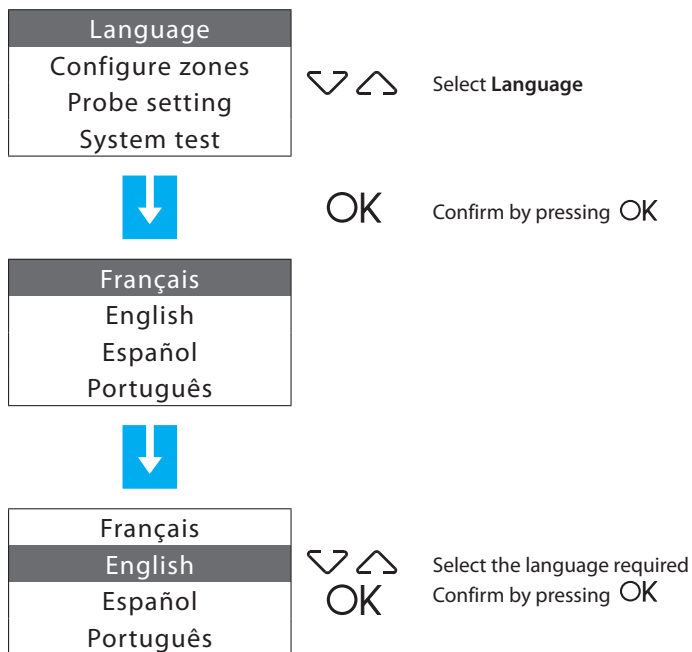 Language
Configure zones
Probe setting
System test
Select Language
OK
Confirm by pressing OK
Français
English
Español
Português
Français
English
Español
Português
OK
Select the language required
Confirm by pressing OK